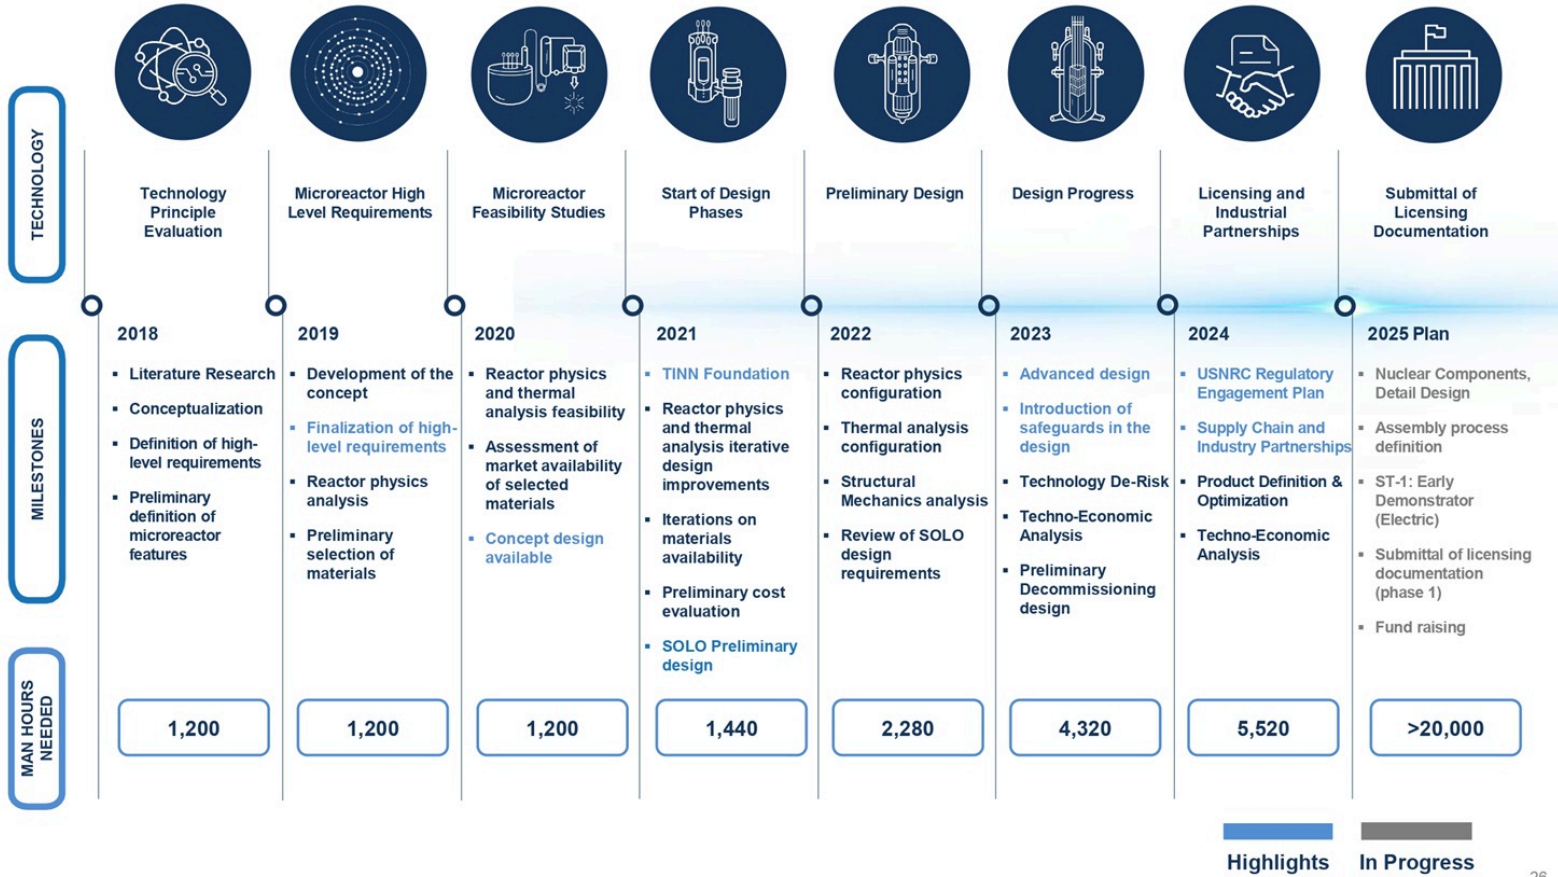 TECHNOLOGY
Technology
Principle
Evaluation
Microreactor High
Level Requirements
Microreactor
Feasibility Studies
Start of Design
Phases
Preliminary Design
Design Progress
Licensing and
Industrial
Partnerships
Submittal of
Licensing
Documentation
MILESTONES
2018
▪ Literature Research
▪ Conceptualization
▪ Definition of high-
level requirements
▪ Preliminary
definition of
microreactor
features
2019
▪ Development of the
concept
▪ Finalization of high-
level requirements
▪ Reactor physics
analysis
▪ Preliminary
selection of
materials
2020
▪ Reactor physics
and thermal
analysis feasibility
▪ Assessment of
market availability
of selected
materials
▪ Concept design
available
2021
▪ TINN Foundation
▪ Reactor physics
and thermal
analysis iterative
design
improvements
▪ Iterations on
materials
availability
▪ Preliminary cost
evaluation
▪ SOLO Preliminary
design
2022
▪ Reactor physics
configuration
▪ Thermal analysis
configuration
▪ Structural
Mechanics analysis
▪ Review of SOLO
design
requirements
2023
▪ Advanced design
▪ Introduction of
safeguards in the
design
▪ Technology De-Risk
▪ Techno-Economic
Analysis
▪ Preliminary
Decommissioning
design
2024
▪ USNRC Regulatory
Engagement Plan
▪ Supply Chain and
Industry Partnerships
▪ Product Definition &
Optimization
▪ Techno-Economic
Analysis
2025 Plan
▪ Nuclear Components,
Detail Design
▪ Assembly process
definition
▪ ST-1: Early
Demonstrator
(Electric)
▪ Submittal of licensing
documentation
(phase 1)
▪ Fund raising
MAN HOURS
NEEDED
1,200
1,200
1,200
1,440
2,280
4,320
5,520
>20,000
Highlights
In Progress